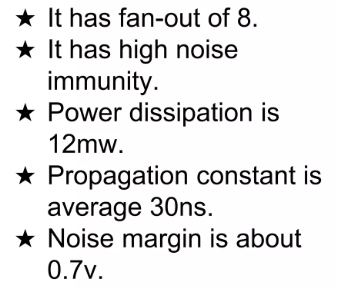 ★ It has fan-out of 8.
★ It has high noise
immunity.
★ Power dissipation is
12mw.
★ Propagation constant is
average 30ns.
★ Noise margin is about
0.7v.